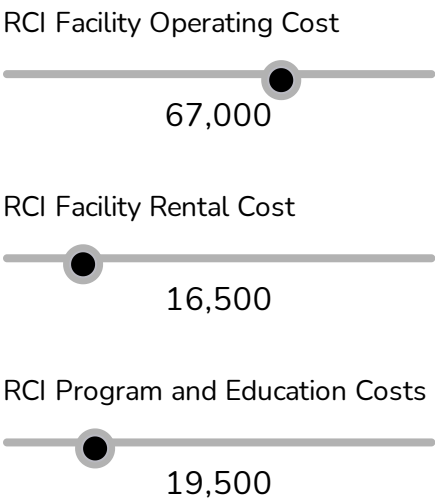 RCI Facility Operating Cost
67,000
RCI Facility Rental Cost
16,500
RCI Program and Education Costs
19,500